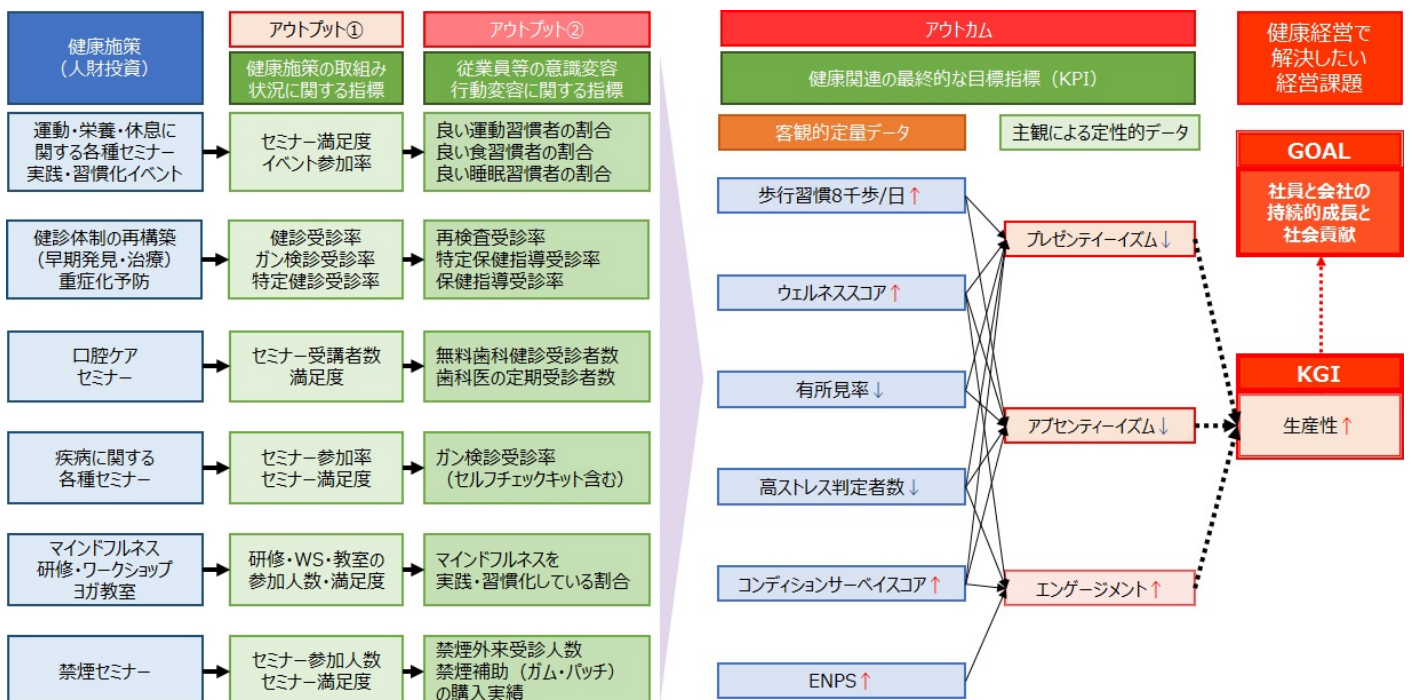 健康施策
(人財投資)
アウトプット①
アウトプット②
健康施策の取組み
状況に関する指標
従業員等の意識変容
行動変容に関する指標
運動・栄養・休息に
関する各種セミナー
実践・習慣化イベント
セミナー満足度
イベント参加率
良い運動習慣者の割合
良い食習慣者の割合
良い睡眠習慣者の割合
健診体制の再構築
(早期発見・治療)
重症化予防
健診受診率
ガン検診受診率
特定健診受診率
再検査受診率
特定保健指導受診率
保健指導受診率
口腔ケア
セミナー
セミナー受講者数
満足度
無料歯科健診受診者数
歯科医の定期受診者数
疾病に関する
各種セミナー
セミナー参加率
セミナー満足度
ガン検診受診率
（セルフチェックキット含む）
マインドフルネス
研修・ワークショップ
ヨガ教室
研修・WS・教室の
参加人数・満足度
マインドフルネスを
実践・習慣化している割合
禁煙セミナー
セミナー参加人数
セミナー満足度
禁煙外来受診人数
禁煙補助（ガム・パッチ）
の購入実績
アウトカム
健康関連の最終的な目標指標（KPI）
客観的定量データ
主観による定性的データ
歩行習慣8千歩/日↑
ウェルネススコア↑
有所見率↓
高ストレス判定者数↓
コンディションサーベイスコア↑
ENPS↑
プレゼンティーイズム↓
アブセンティーイズム↓
エンゲージメント↑
健康経営で
解決したい
経営課題
GOAL
社員と会社の
持続的成長と
社会貢献
KGI
生産性↑